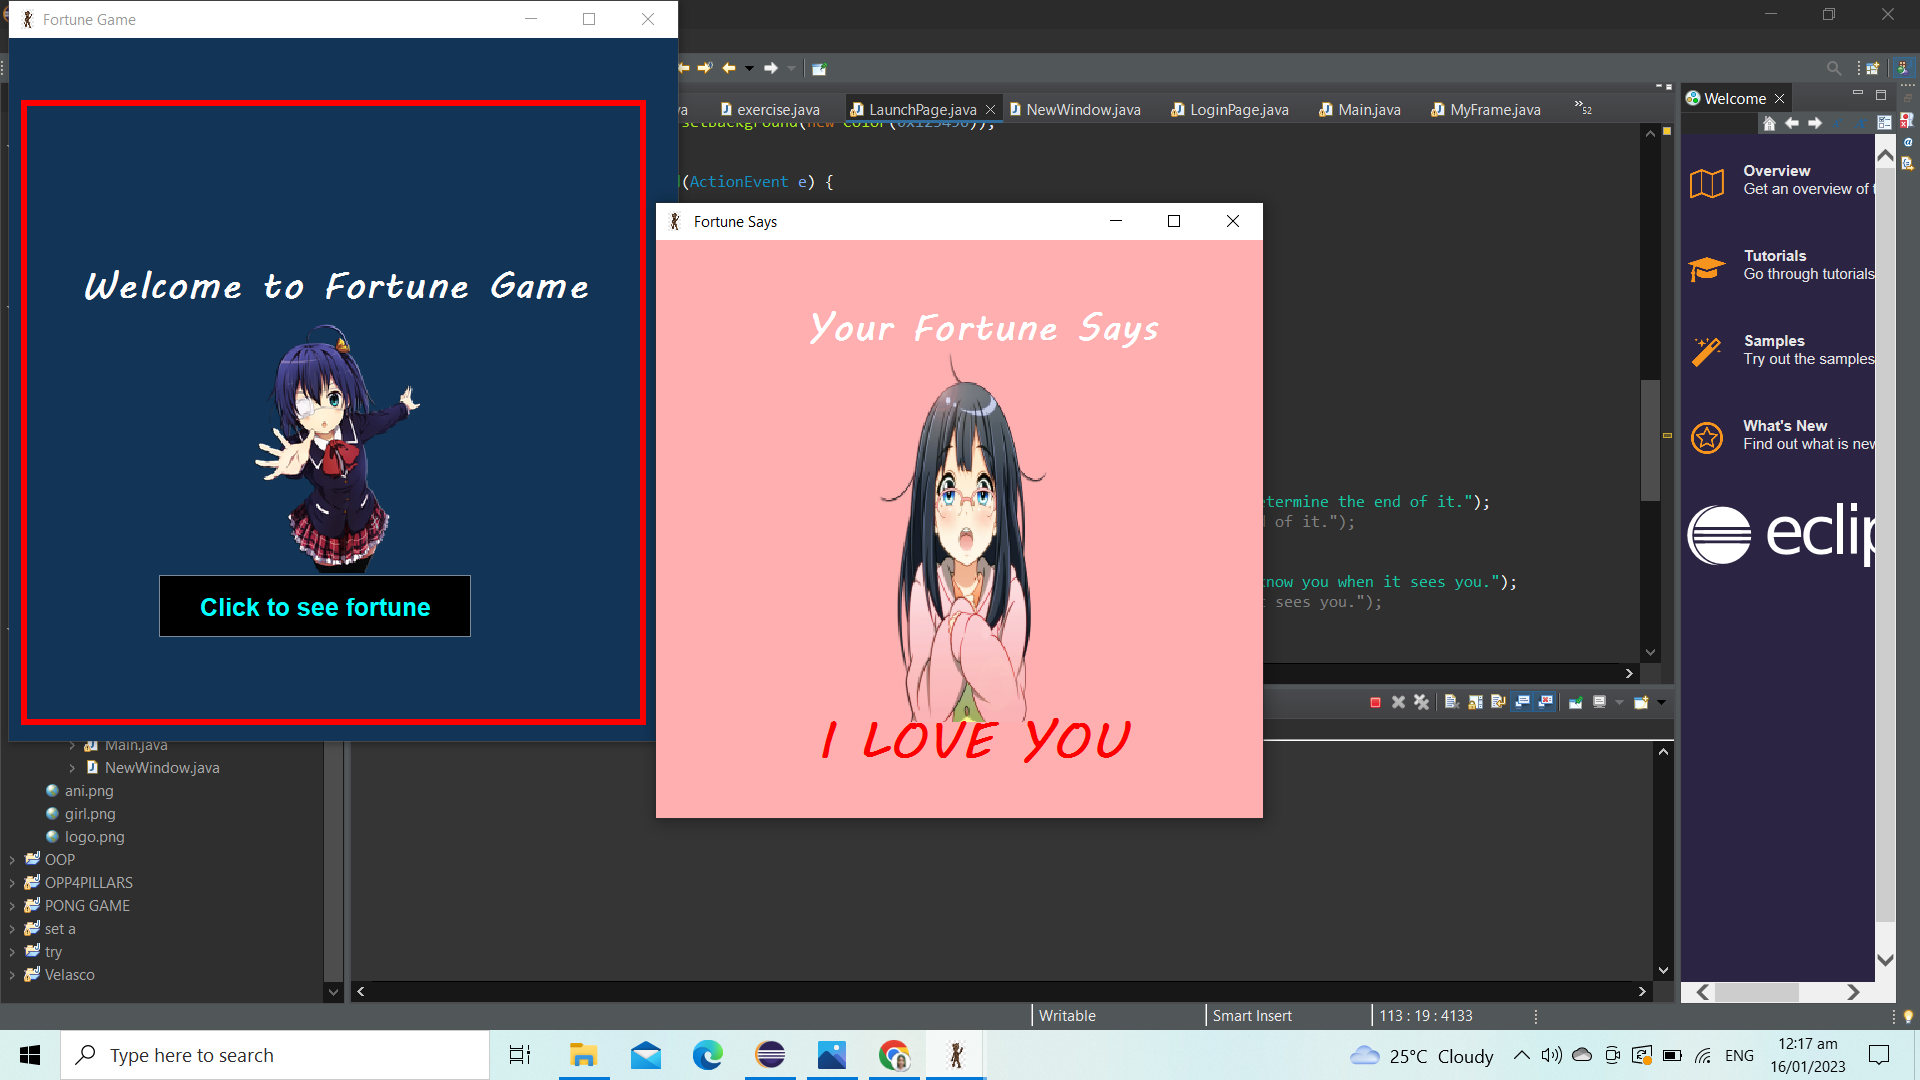 Fortune Game
Welcome to Fortune Game
Click to see fortune
exercise.java
LaunchPage.java
NewWindow.java
LoginPage.java
Main.java
MyFrame.java
52
(ActionEvent e) {
Fortune Says
Your Fortune Says
I LOVE YOU
etermine the end of it.");
of it.");
now you when it sees you.");
sees you.");
Welcome
Overview
Get an overview of t
Tutorials
Go through tutorials
Samples
Try out the samples
What's New
Find out what is new
eclip
Main.java
NewWindow.java
ani.png
girl.png
logo.png
OOP
OPP4PILLARS
PONG GAME
set a
try
Velasco
Writable
Smart Insert
113 : 19 : 4133
Type here to search
25°C Cloudy
ENG
12:17 am
16/01/2023